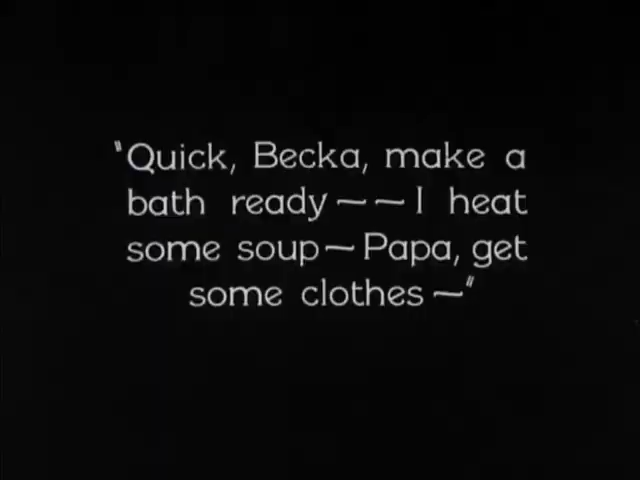 "Quick, Becka, make a
bath ready — — I heat
some soup — Papa, get
some clothes —"